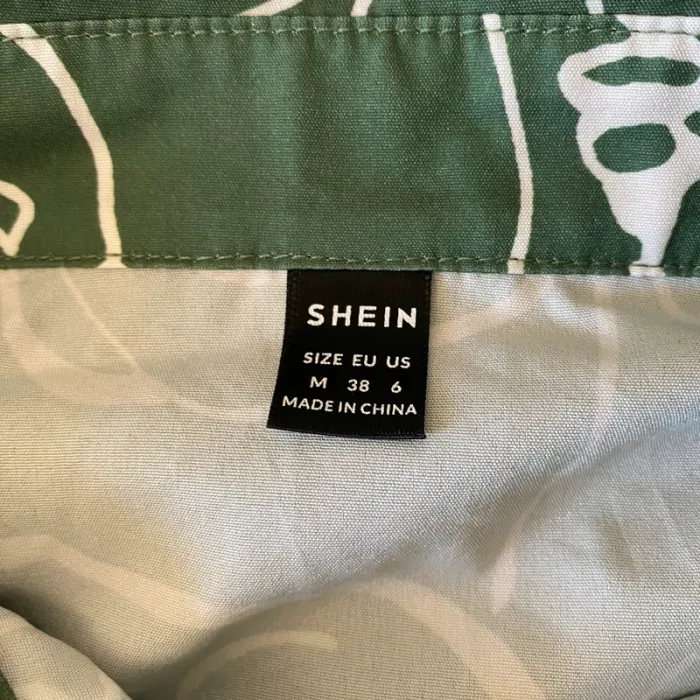 SHEIN
SIZE EU US
M 38 6
MADE IN CHINA